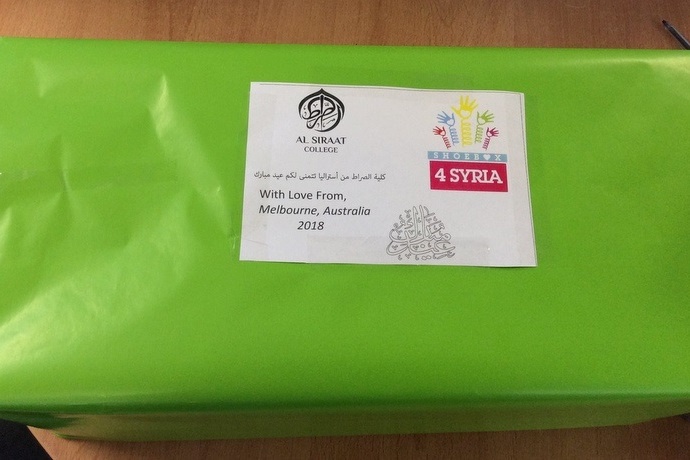 AL SIRAAT
COLLEGE
SHOEB♥X
4 SYRIA
كلية الصراط من أستراليا تتمنى لكم عيد مبارك
With Love From,
Melbourne, Australia
2018